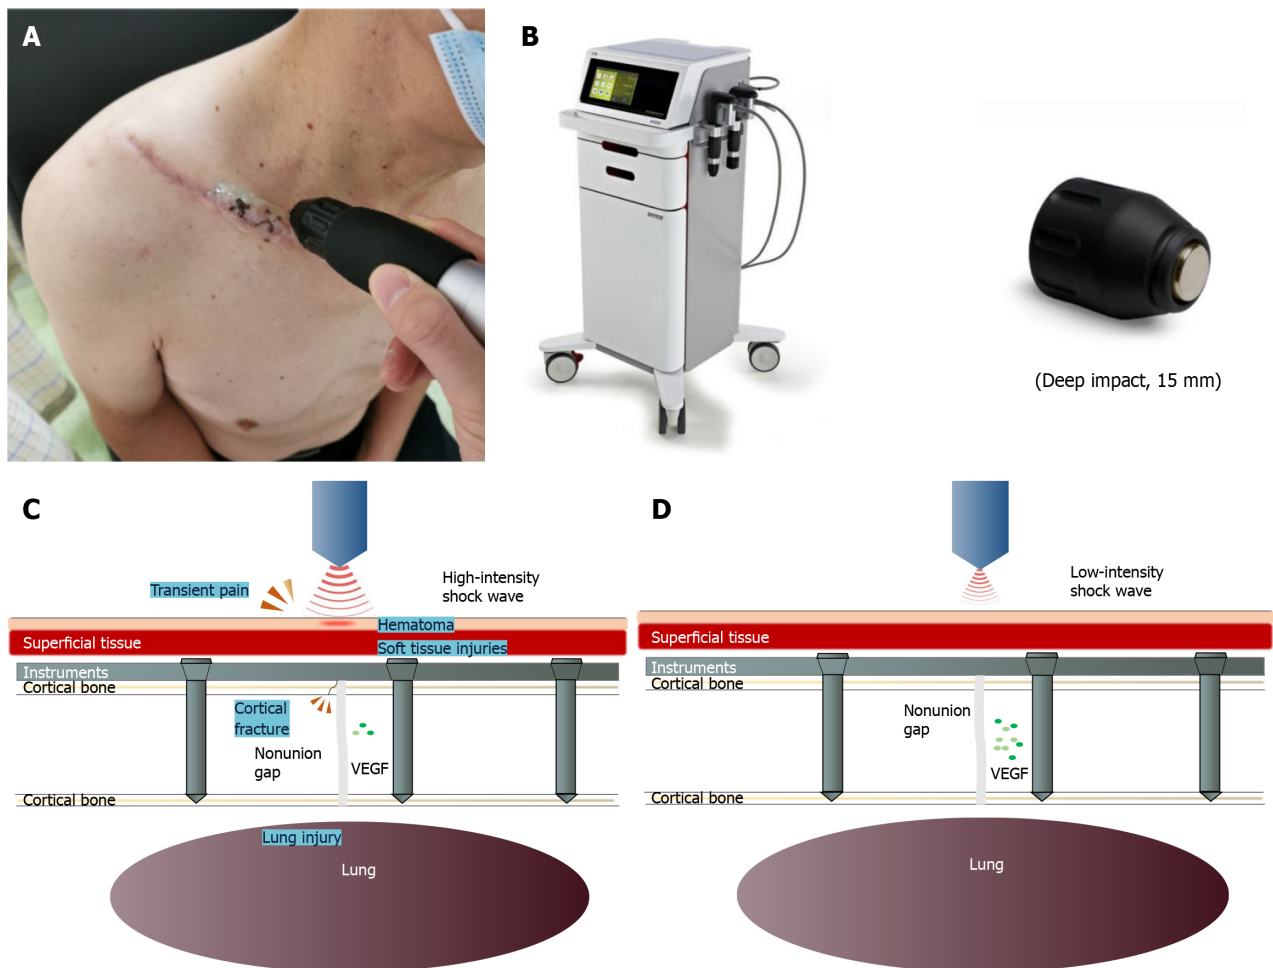 A
B
(Deep impact, 15 mm)
C
Transient pain
High-intensity
shock wave
Hematoma
Superficial tissue
Soft tissue injuries
Instruments
Cortical bone
Cortical
fracture
Nonunion
gap
VEGF
Cortical bone
Lung injury
Lung
D
Low-intensity
shock wave
Superficial tissue
Instruments
Cortical bone
Nonunion
gap
VEGF
Cortical bone
Lung